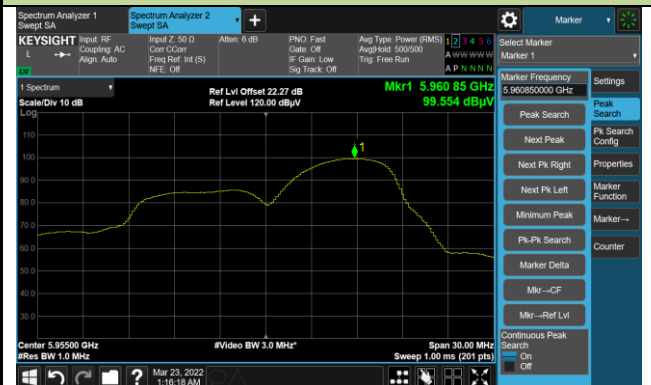 Spectrum Analyzer 1
Swept SA
Spectrum Analyzer 2
Swept SA
+
Marker
KEYSIGHT
L
Input: RF
Coupling: AC
Align: Auto
Input Z: 50 Ω
Corr CCorr
Freq Ref: Int (S)
NFE: Off
Atten: 6 dB
PNO: Fast
Gate: Off
IF Gain: Low
Sig Track: Off
Avg Type: Power (RMS)
Avg|Hold: 500/500
Trig: Free Run
1 2 3 4 5 6
A W W W W W
A P N N N N
Select Marker
Marker 1
1 Spectrum
Scale/Div 10 dB
Log
Ref Lvl Offset 22.27 dB
Ref Level 120.00 dBµV
Mkr1 5.960 85 GHz
99.554 dBµV
110
100
90.0
80.0
70.0
60.0
50.0
40.0
30.0
1
Center 5.95500 GHz
#Res BW 1.0 MHz
#Video BW 3.0 MHz*
Span 30.00 MHz
Sweep 1.00 ms (201 pts)
Marker Frequency
5.960850000 GHz
Peak Search
Next Peak
Next Pk Right
Next Pk Left
Minimum Peak
Pk-Pk Search
Marker Delta
Mkr→CF
Mkr→Ref Lvl
Continuous Peak
Search
On
Off
Settings
Peak
Search
Pk Search
Config
Properties
Marker
Function
Marker→
Counter
?
Mar 23, 2022
1:16:18 AM